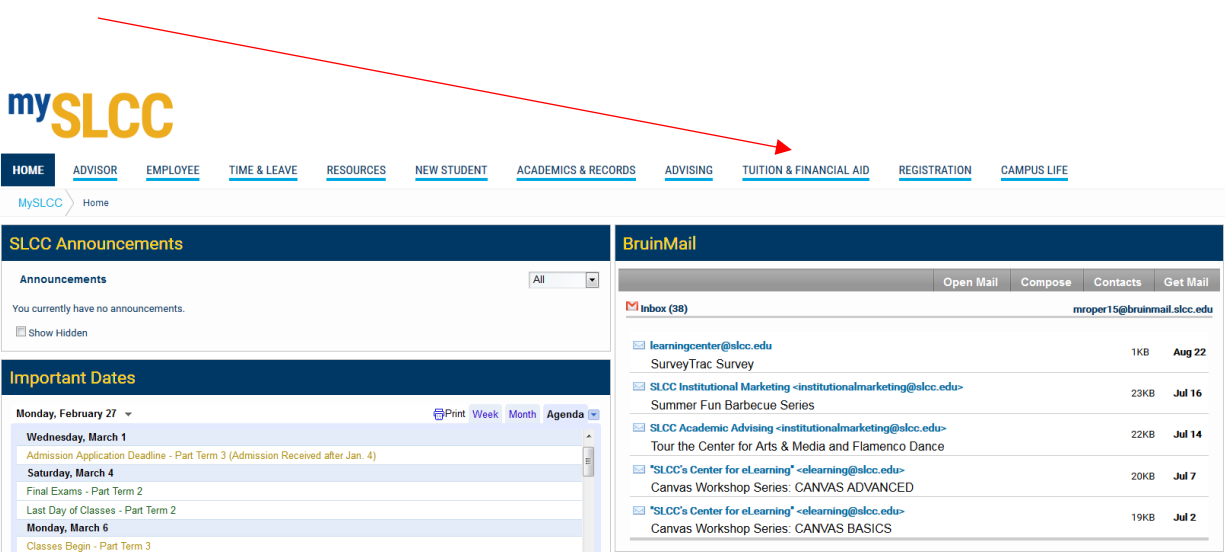 mySLCC
HOME ADVISOR EMPLOYEE TIME & LEAVE RESOURCES NEW STUDENT ACADEMICS & RECORDS ADVISING TUITION & FINANCIAL AID REGISTRATION CAMPUS LIFE
MySLCC Home
SLCC Announcements
Announcements All
You currently have no announcements.
Show Hidden
Important Dates
Monday, February 27 Print Week Month Agenda
Wednesday, March 1
Admission Application Deadline - Part Term 3 (Admission Received after Jan. 4)
Saturday, March 4
Final Exams - Part Term 2
Last Day of Classes - Part Term 2
Monday, March 6
Classes Begin - Part Term 3
BruinMail
Open Mail Compose Contacts Get Mail
Inbox (38) mroper15@bruinmail.slcc.edu
learningcenter@slcc.edu 1KB Aug 22
SurveyTrac Survey
SLCC Institutional Marketing <institutionalmarketing@slcc.edu> 23KB Jul 16
Summer Fun Barbecue Series
SLCC Academic Advising <institutionalmarketing@slcc.edu> 22KB Jul 14
Tour the Center for Arts & Media and Flamenco Dance
"SLCC's Center for eLearning" <elearning@slcc.edu> 20KB Jul 7
Canvas Workshop Series: CANVAS ADVANCED
"SLCC's Center for eLearning" <elearning@slcc.edu> 19KB Jul 2
Canvas Workshop Series: CANVAS BASICS